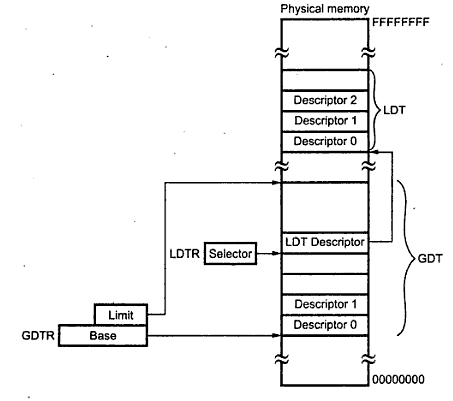 Physical memory
FFFFFFFF
Descriptor 2
Descriptor 1
Descriptor 0
LDT
LDT Descriptor
LDTR
Selector
GDT
Limit
Descriptor 1
GDTR
Base
Descriptor 0
00000000